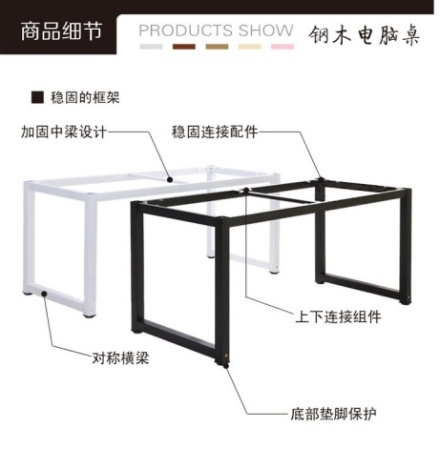 商品细节
PRODUCTS SHOW
钢木电脑桌
稳固的框架
加固中梁设计
稳固连接配件
上下连接组件
对称横梁
底部垫脚保护